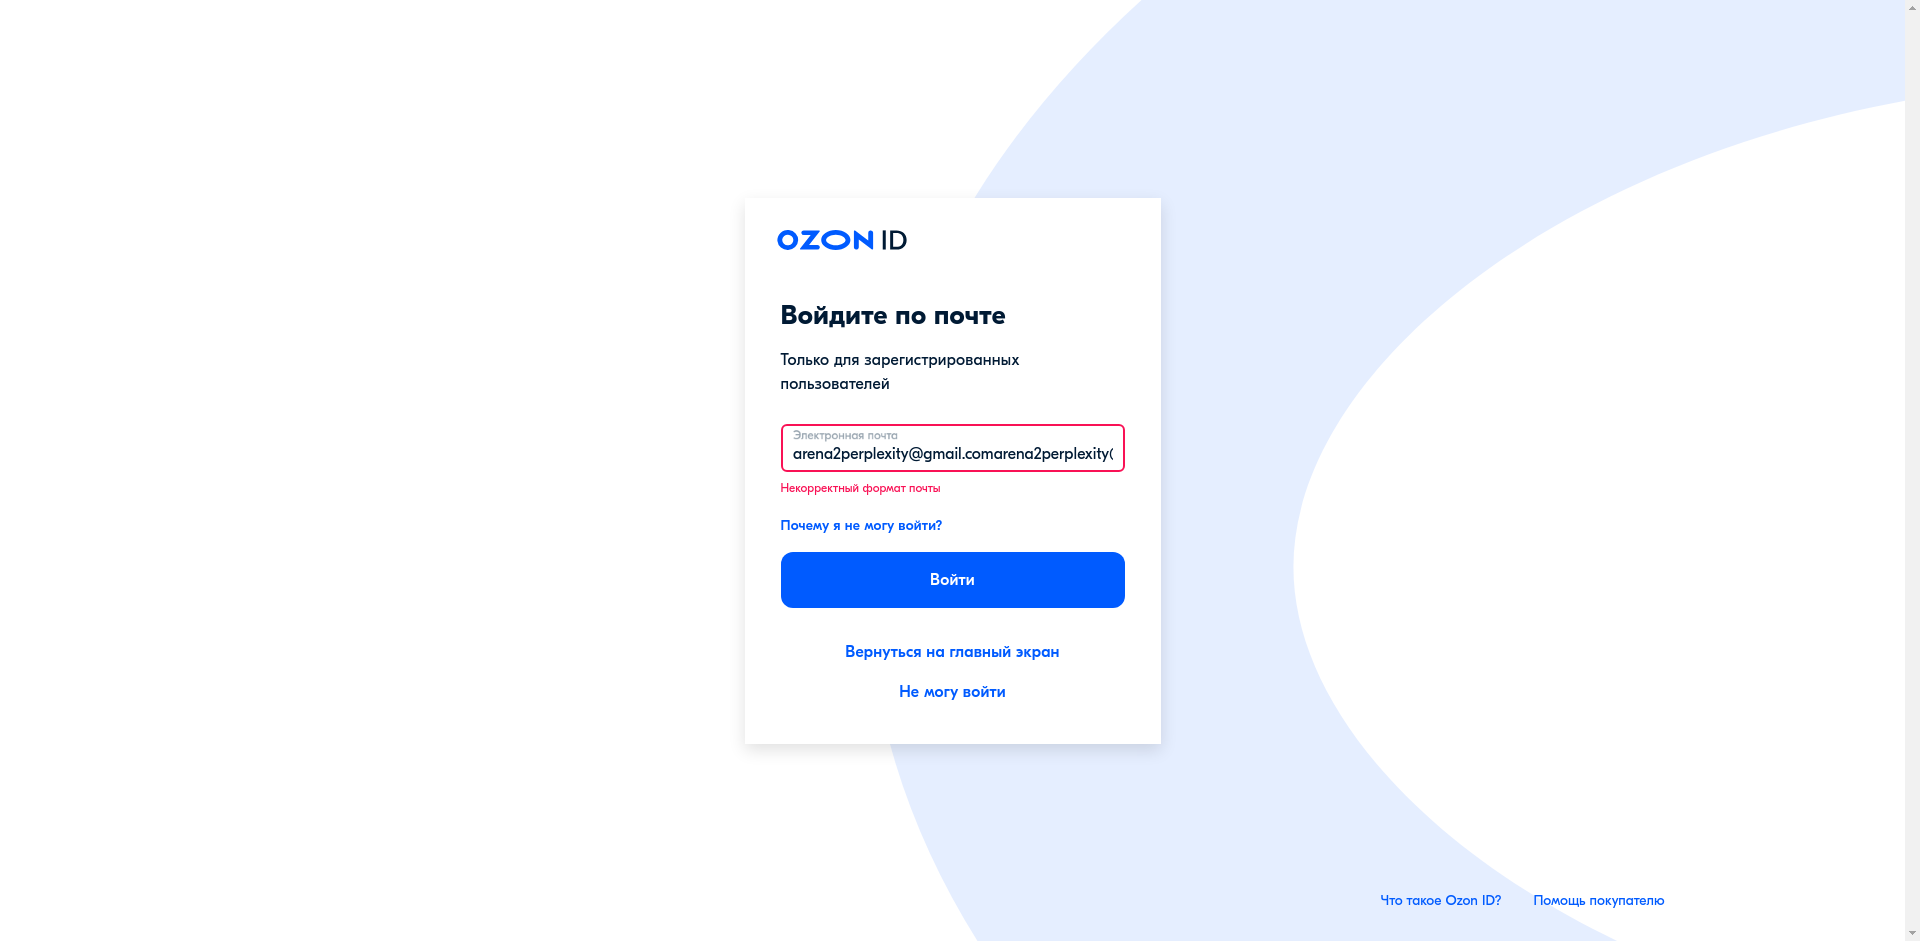 OZON ID
Войдите по почте
Только для зарегистрированных
пользователей
Электронная почта
arena2perplexity@gmail.comarena2perplexity(
Некорректный формат почты
Почему я не могу войти?
Войти
Вернуться на главный экран
Не могу войти
Что такое Ozon ID? Помощь покупателю